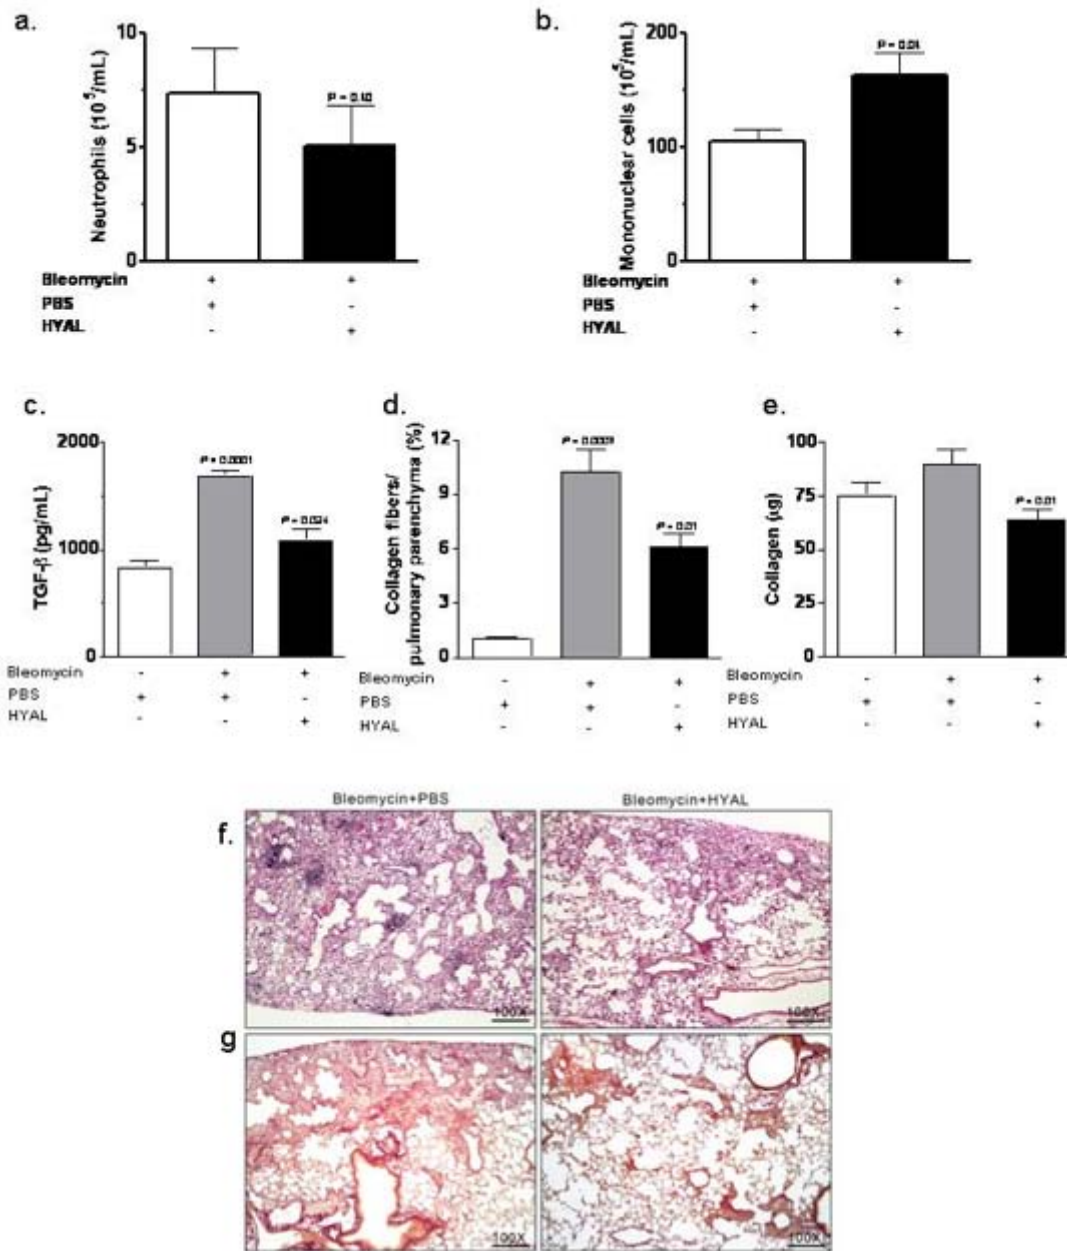 a.
10
5
0
Neutrophils (10⁵/mL)
Bleomycin + +
PBS + -
HYAL - +
b.
200
100
0
Mononuclear cells (10⁵/mL)
P = 0.01
Bleomycin + +
PBS + -
HYAL - +
c.
2000
1000
0
TGF-β (pg/mL)
P = 0.0001
P = 0.024
Bleomycin - + +
PBS + + -
HYAL - - +
d.
12
9
6
3
0
Collagen fibers/
pulmonary parenchyma (%)
P = 0.0003
P = 0.01
Bleomycin - + +
PBS + + -
HYAL - - +
e.
100
75
50
25
0
Collagen (µg)
P = 0.01
Bleomycin - + +
PBS + + -
HYAL - - +
Bleomycin+PBS Bleomycin+HYAL
f.
100X 100X
g
100X 100X